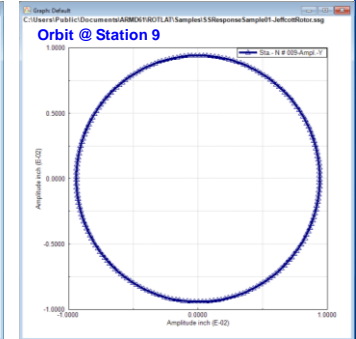 Graph: Default
C:\Users\Public\Documents\ARMD61\ROTLAT\Samples\SSResponseSample01-JeffcottRotor.ssg
Orbit @ Station 9
Sta.- N # 009-Ampl.-Y
1.0000
0.5000
0.0000
-0.5000
-1.0000
Amplitude inch (E-02)
-1.0000 0.0000 1.0000
Amplitude inch (E-02)